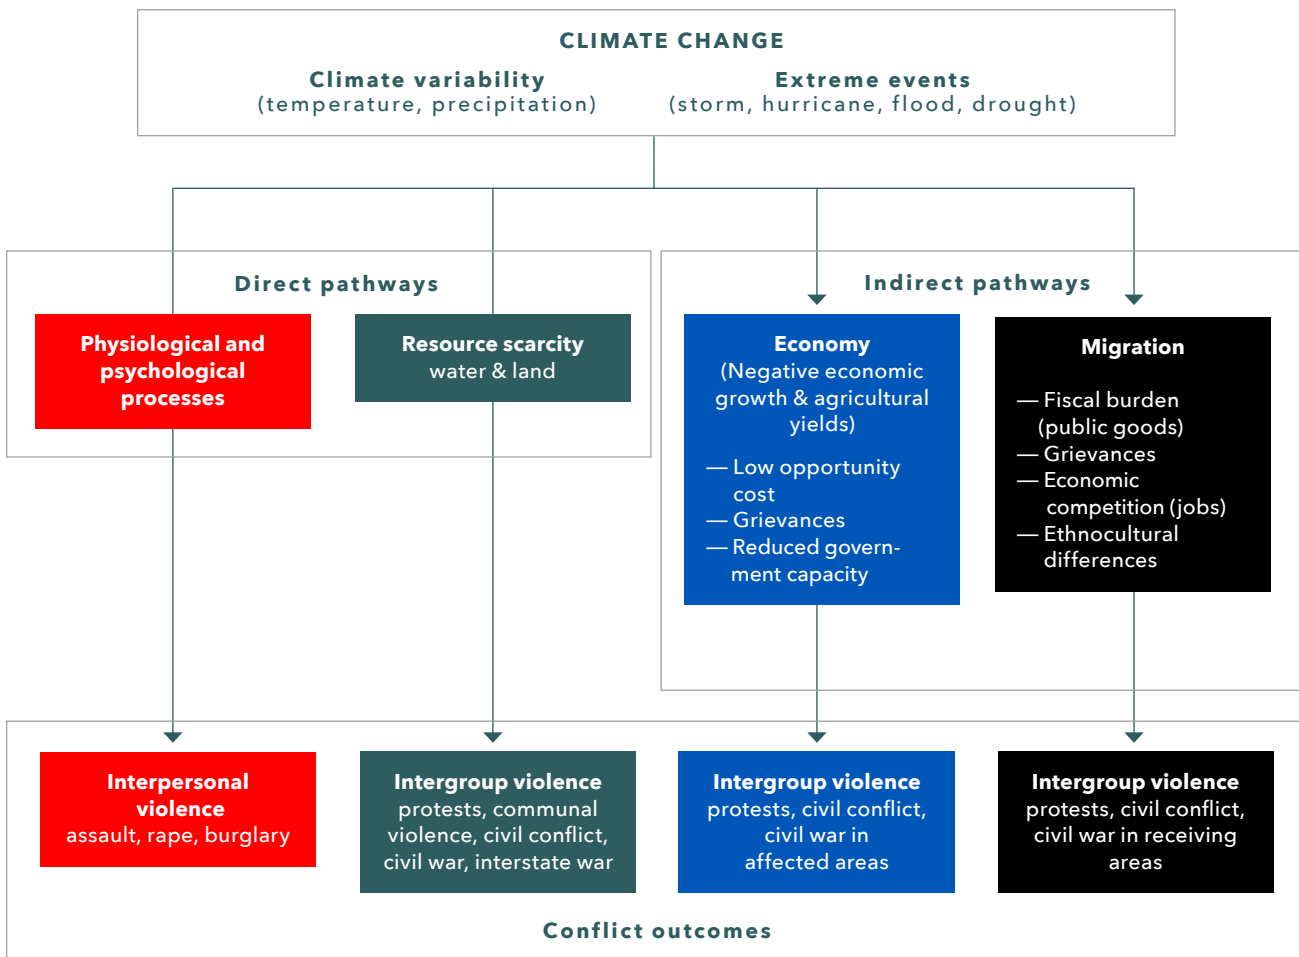 CLIMATE CHANGE
Climate variability
(temperature, precipitation)
Extreme events
(storm, hurricane, flood, drought)
Direct pathways
Physiological and
psychological
processes
Resource scarcity
water & land
Indirect pathways
Economy
(Negative economic
growth & agricultural
yields)
— Low opportunity
cost
— Grievances
— Reduced govern-
ment capacity
Migration
— Fiscal burden
(public goods)
— Grievances
— Economic
competition (jobs)
— Ethnocultural
differences
Interpersonal
violence
assault, rape, burglary
Intergroup violence
protests, communal
violence, civil conflict,
civil war, interstate war
Intergroup violence
protests, civil conflict,
civil war in
affected areas
Intergroup violence
protests, civil conflict,
civil war in receiving
areas
Conflict outcomes